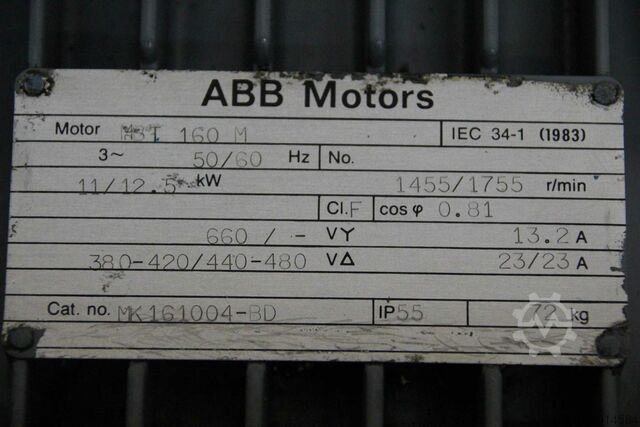 ABB Motors
Motor MBT 160 M IEC 34-1 (1983)
3~ 50/60 Hz No.
11/12.5 kW 1455/1755 r/min
Cl.F cos φ 0.81
660 / - VY 13.2 A
380-420/440-480 VΔ 23/23 A
Cat. no. MK161004-BD IP55 72 kg